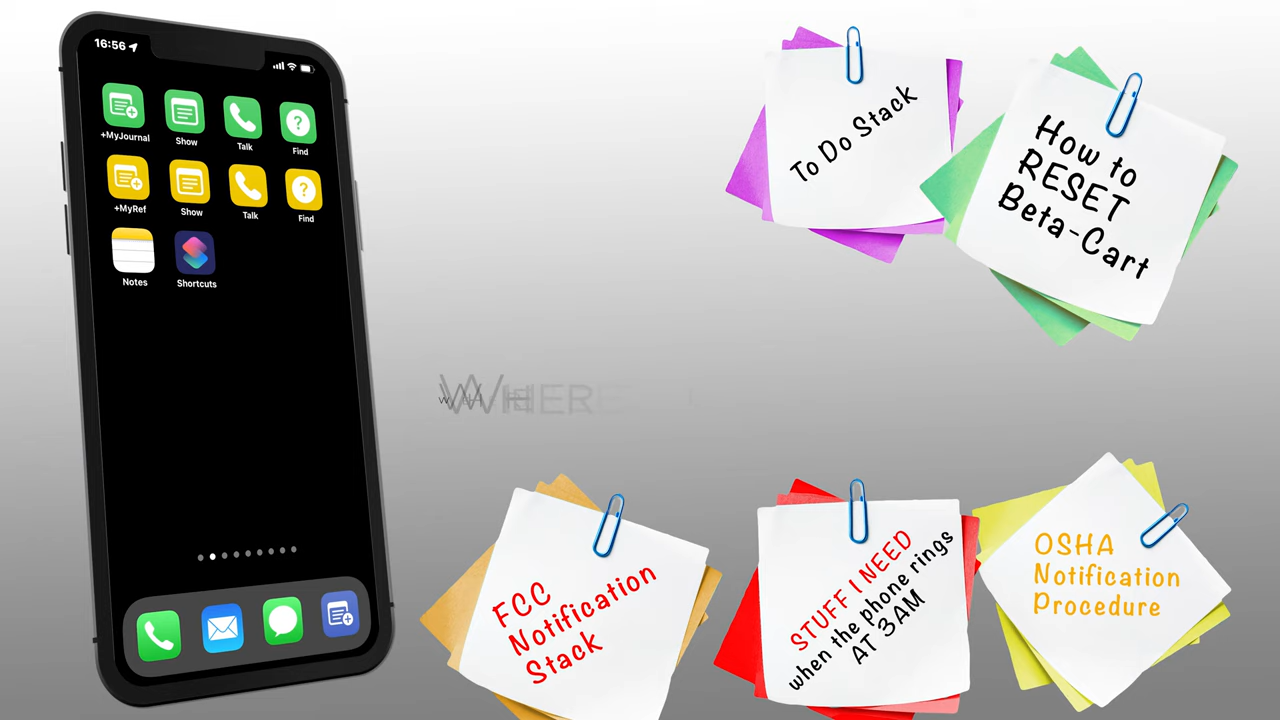 16:56
+MyJournal
Show
Talk
Find
+MyRef
Show
Talk
Find
Notes
Shortcuts
To Do Stack
How to
RESET
Beta-Cart
WHERE
FCC
Notification
Stack
STUFF I NEED
when the phone rings
AT 3AM
OSHA
Notification
Procedure